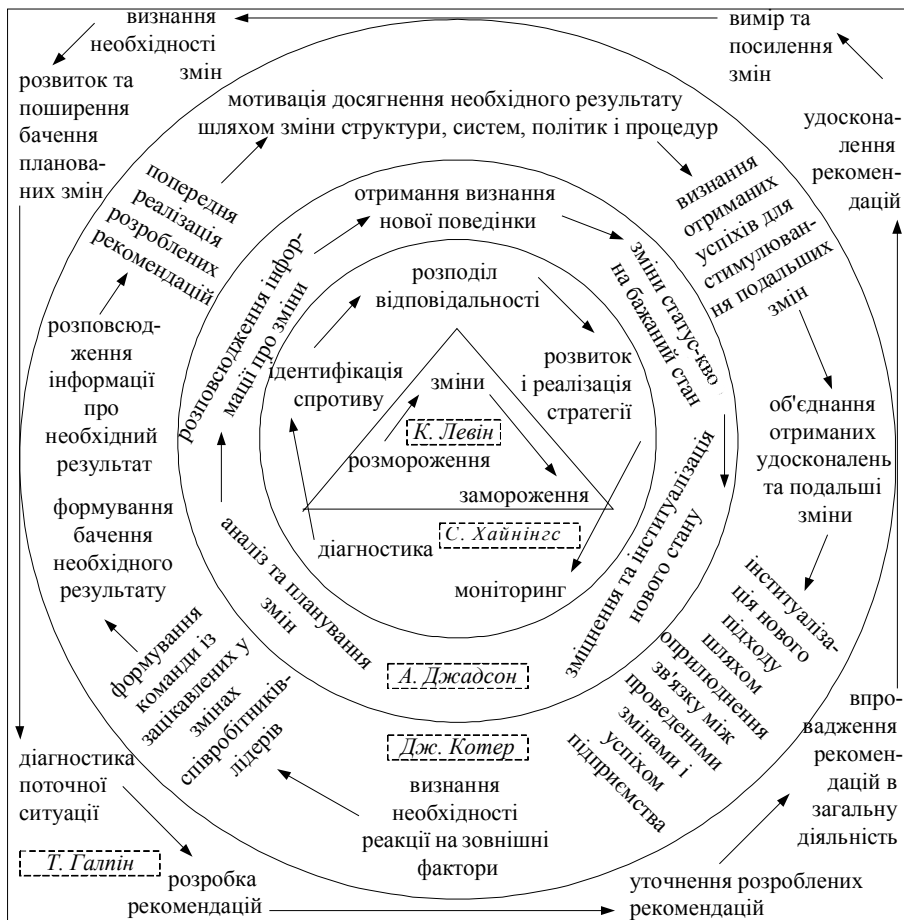 визнання
необхідності
змін
вимір та
посилення
змін
розвиток та
поширення
бачення
планова-
них змін
удоскона-
лення
рекомен-
дацій
мотивація досягнення необхідного результату
шляхом зміни структури, систем, політик і процедур
попередня
реалізація
розроблених
рекомендацій
визнання
отриманих
успіхів для
стимулюван-
ня подальших
змін
отримання визнання
нової поведінки
розповсюдження інфор-
мації про зміни
зміни статус-кво
на бажаний стан
розподіл
відповідальності
розповсюд-
ження
інформації
про
необхідний
результат
ідентифікація
спротиву
зміни
розвиток
і реалізація
стратегії
К. Левін
розмороження
замороження
об'єднання
отриманих
удосконалень
та подальші
зміни
формування
бачення
необхідного
результату
діагностика
С. Хайнінгс
моніторинг
аналіз та планування
змін
зміцнення та інституалізація
нового стану
інституаліза-
ція нового
підходу
шляхом
оприлюднення
зв'язку між
проведеними
змінами і
успіхом
підприємства
формування
команди із
зацікавлених у
змінах
співробітників-
лідерів
А. Джадсон
Дж. Котер
визнання
необхідності
реакції на зовнішні
фактори
впро-
вадження
рекомен-
дацій в
загальну
діяльність
діагностика
поточної
ситуації
Т. Галпін
розробка
рекомендацій
уточнення розроблених
рекомендацій